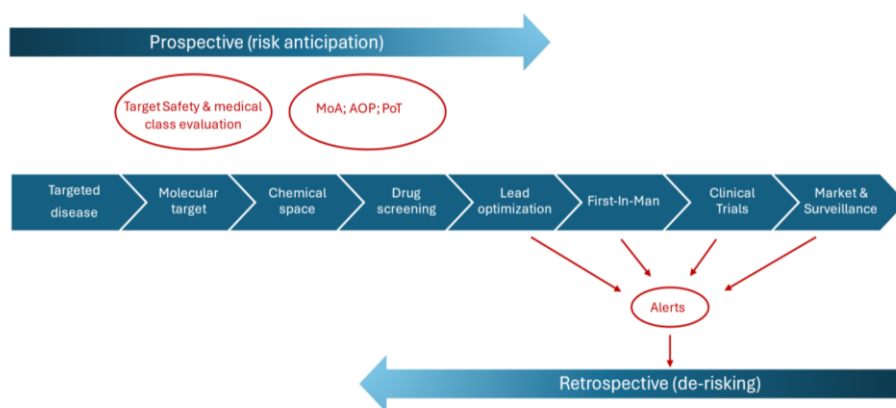 Prospective (risk anticipation)
Target Safety & medical
class evaluation
MoA; AOP; PoT
Targeted
disease
Molecular
target
Chemical
space
Drug
screening
Lead
optimization
First-In-Man
Clinical
Trials
Market &
Surveillance
Alerts
Retrospective (de-risking)